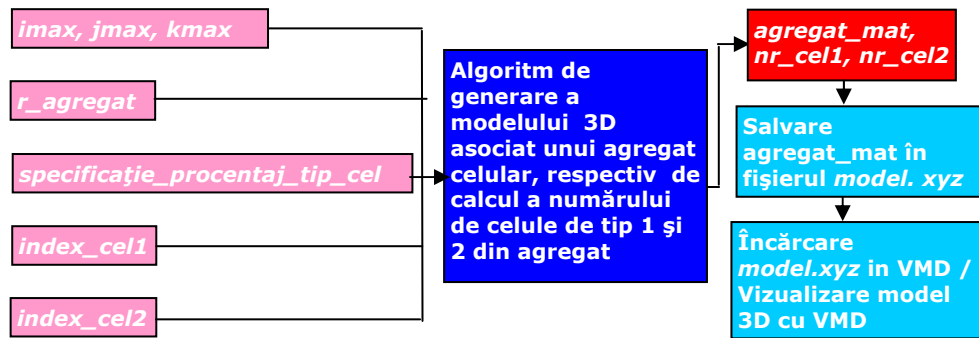 imax, jmax, kmax
r_agregat
specificaţie_procentaj_tip_cel
index_cel1
index_cel2
Algoritm de
generare a
modelului 3D
asociat unui agregat
celular, respectiv de
calcul a numărului
de celule de tip 1 şi
2 din agregat
agregat_mat,
nr_cel1, nr_cel2
Salvare
agregat_mat în
fişierul model. xyz
Încărcare
model.xyz in VMD /
Vizualizare model
3D cu VMD